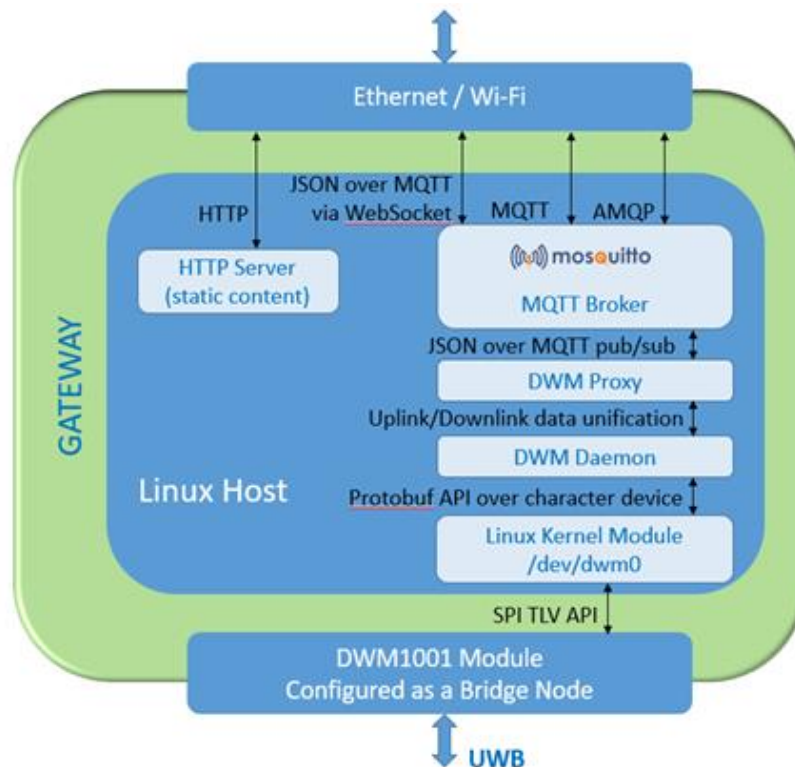 Ethernet / Wi-Fi
JSON over MQTT
via WebSocket
HTTP
MQTT
AMQP
HTTP Server
(static content)
mosquitto
MQTT Broker
JSON over MQTT pub/sub
DWM Proxy
Uplink/Downlink data unification
DWM Daemon
GATEWAY
Linux Host
Protobuf API over character device
Linux Kernel Module
/dev/dwm0
SPI TLV API
DWM1001 Module
Configured as a Bridge Node
UWB